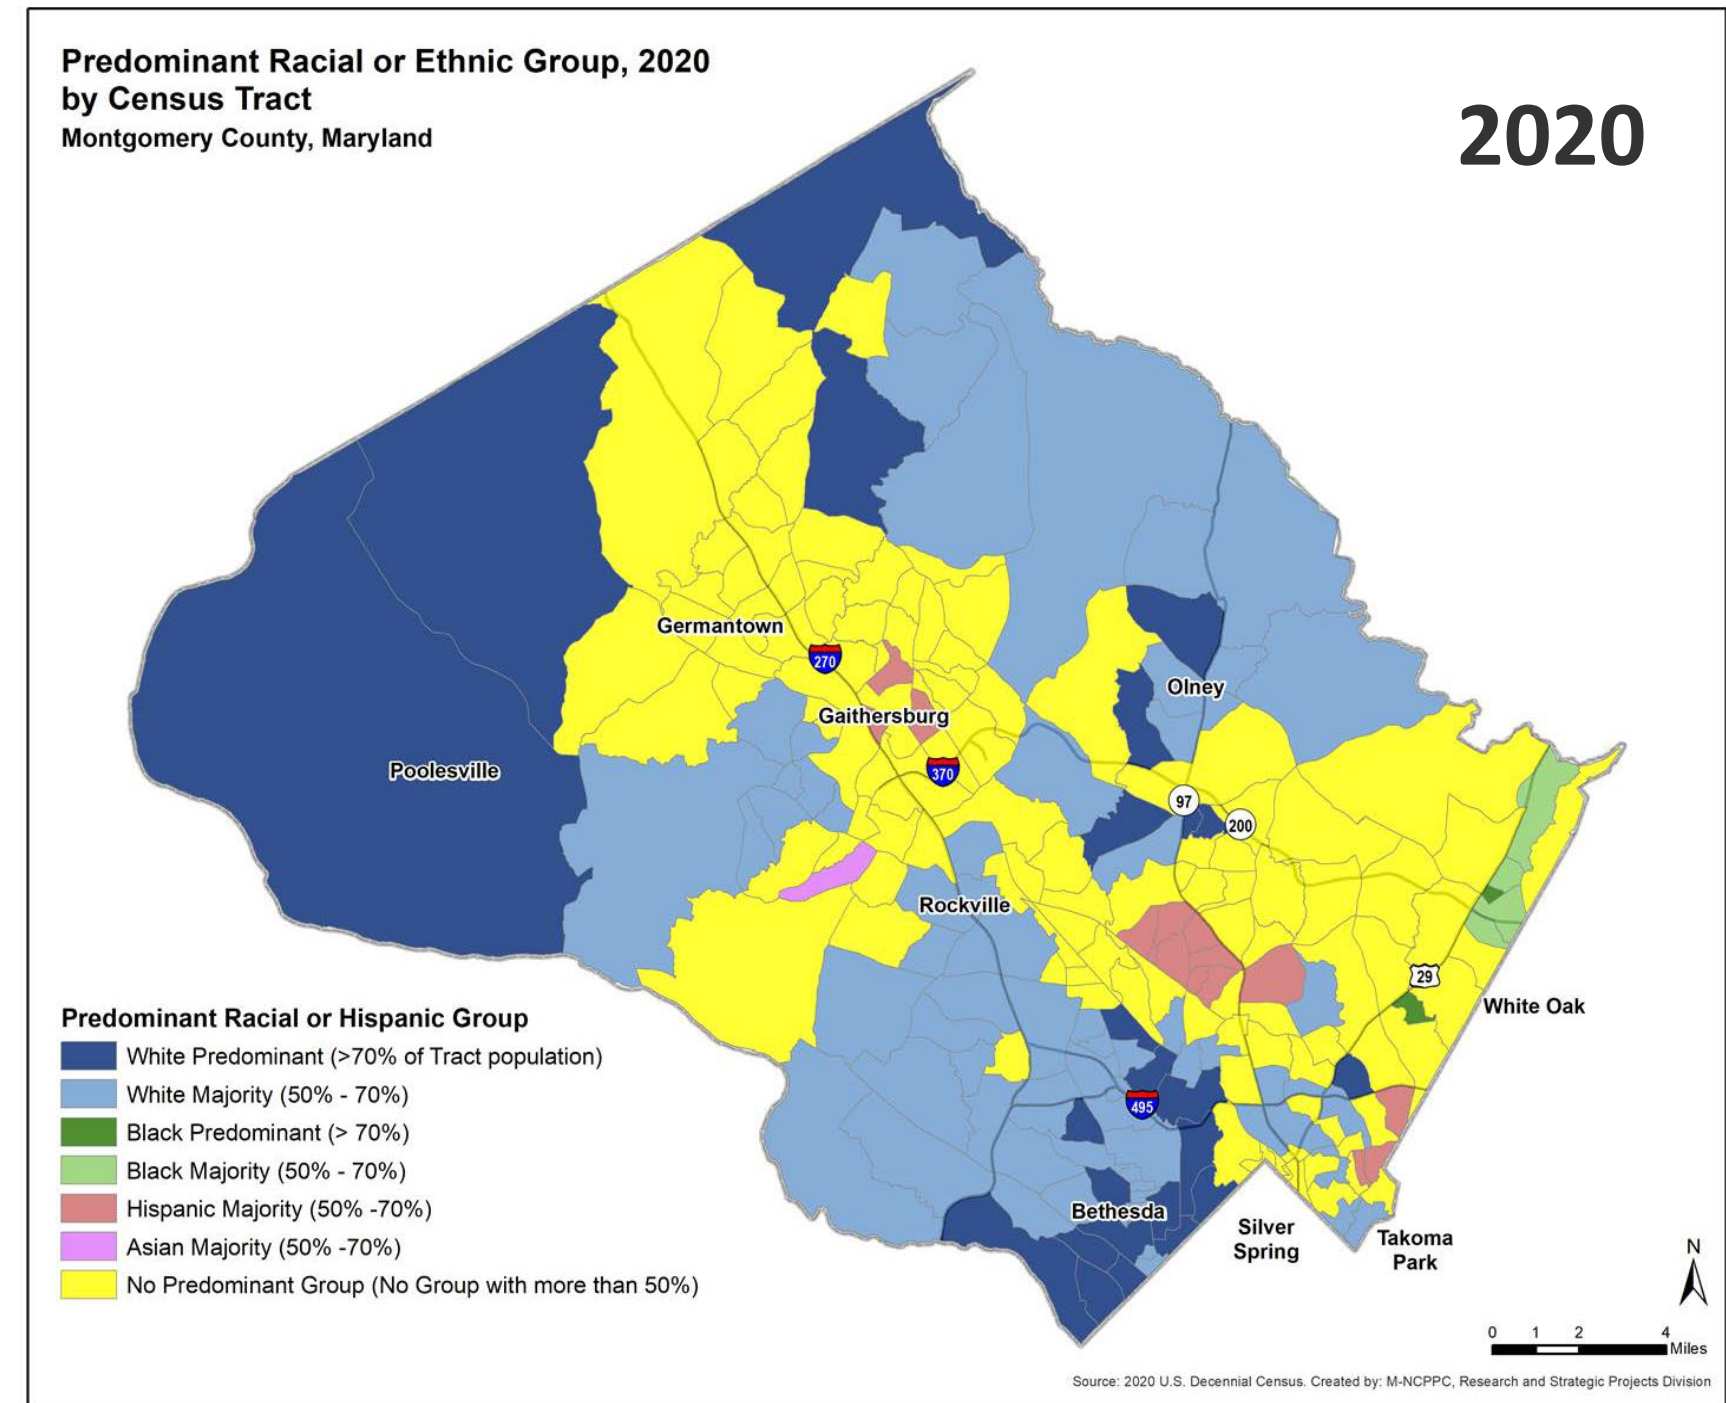 Predominant Racial or Ethnic Group, 2020
by Census Tract
Montgomery County, Maryland
2020
Germantown
270
Gaithersburg
Olney
Poolesville
370
97
200
Rockville
29
White Oak
495
Bethesda
Silver
Spring
Takoma
Park
Predominant Racial or Hispanic Group
White Predominant (>70% of Tract population)
White Majority (50% - 70%)
Black Predominant (> 70%)
Black Majority (50% - 70%)
Hispanic Majority (50% -70%)
Asian Majority (50% -70%)
No Predominant Group (No Group with more than 50%)
N
0 1 2 4
Miles
Source: 2020 U.S. Decennial Census. Created by: M-NCPPC, Research and Strategic Projects Division